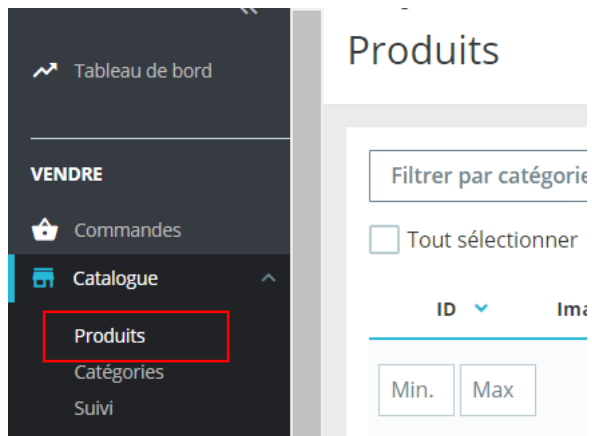 Tableau de bord
VENDRE
Commandes
Catalogue
Produits
Catégories
Suivi
Produits
Filtrer par catégorie
Tout sélectionner
ID
Min. Max